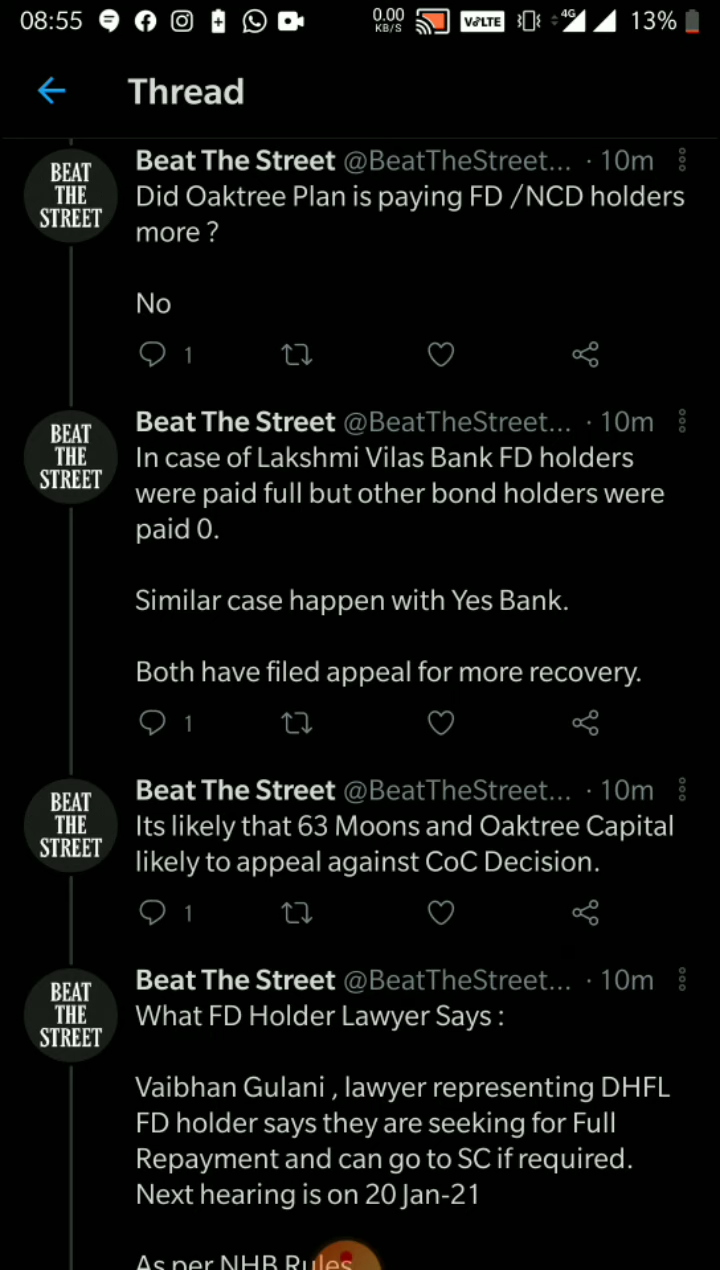 08:55
0.00
KB/S
VoLTE
4G
13%
Thread
BEAT
THE
STREET
Beat The Street @BeatTheStreet... · 10m
Did Oaktree Plan is paying FD /NCD holders
more ?
No
1
BEAT
THE
STREET
Beat The Street @BeatTheStreet... · 10m
In case of Lakshmi Vilas Bank FD holders
were paid full but other bond holders were
paid 0.
Similar case happen with Yes Bank.
Both have filed appeal for more recovery.
1
BEAT
THE
STREET
Beat The Street @BeatTheStreet... · 10m
Its likely that 63 Moons and Oaktree Capital
likely to appeal against CoC Decision.
1
BEAT
THE
STREET
Beat The Street @BeatTheStreet... · 10m
What FD Holder Lawyer Says :
Vaibhan Gulani , lawyer representing DHFL
FD holder says they are seeking for Full
Repayment and can go to SC if required.
Next hearing is on 20 Jan-21
As per NHB Rules